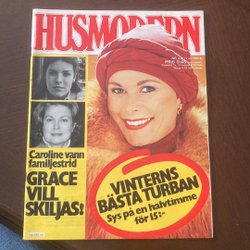 HUSMODERN
Caroline vann
familjestrid
GRACE
VILL
SKILJAS?
VINTERNS
BÄSTA TURBAN
Sys på en halvtimme
för 15:-